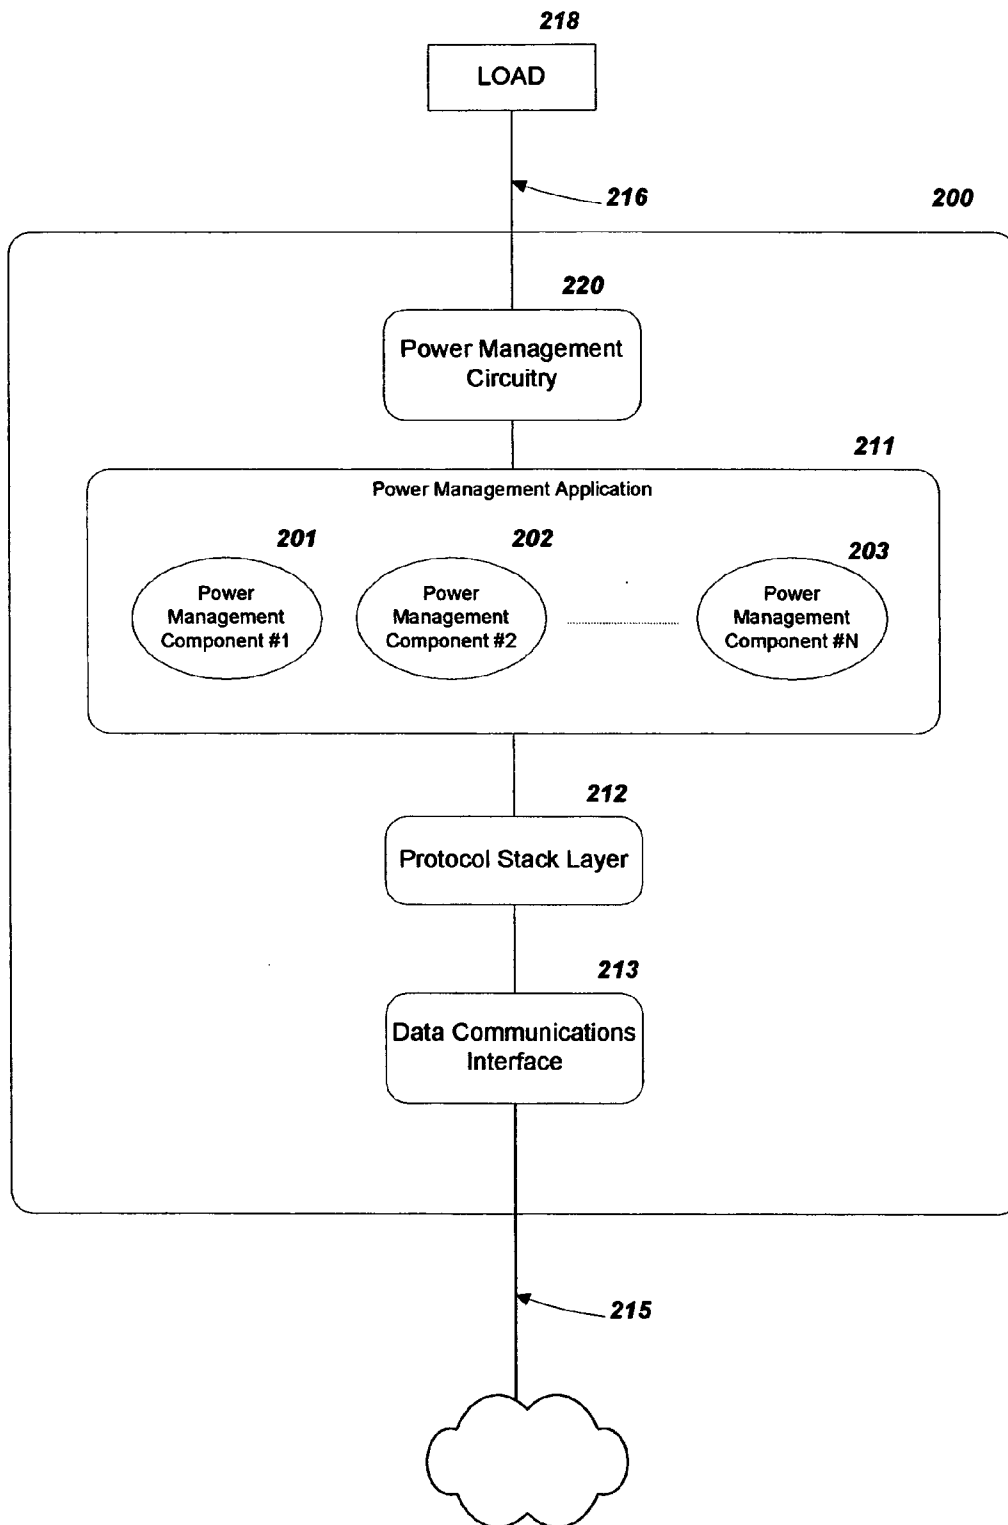 218
LOAD
216
200
220
Power Management
Circuitry
211
Power Management Application
201
202
203
Power
Management
Component #1
Power
Management
Component #2
Power
Management
Component #N
212
Protocol Stack Layer
213
Data Communications
Interface
215